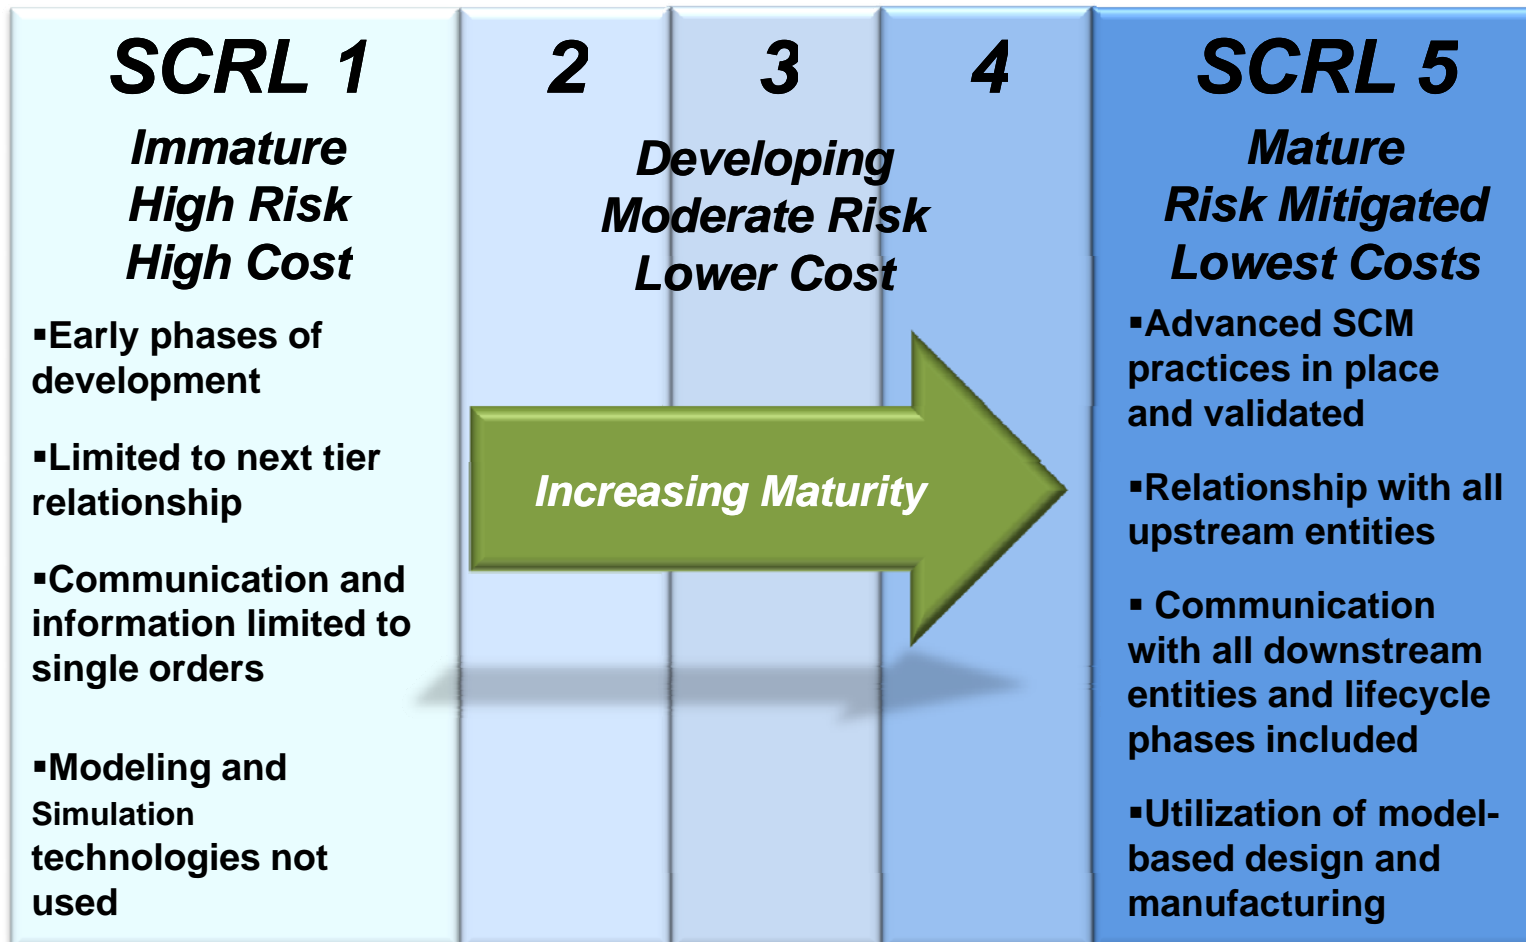 SCRL 1
Immature
High Risk
High Cost
▪Early phases of
development
▪Limited to next tier
relationship
▪Communication and
information limited to
single orders
▪Modeling and
Simulation
technologies not
used
2 3 4
Developing
Moderate Risk
Lower Cost
Increasing Maturity
SCRL 5
Mature
Risk Mitigated
Lowest Costs
▪Advanced SCM
practices in place
and validated
▪Relationship with all
upstream entities
▪ Communication
with all downstream
entities and lifecycle
phases included
▪Utilization of model-
based design and
manufacturing